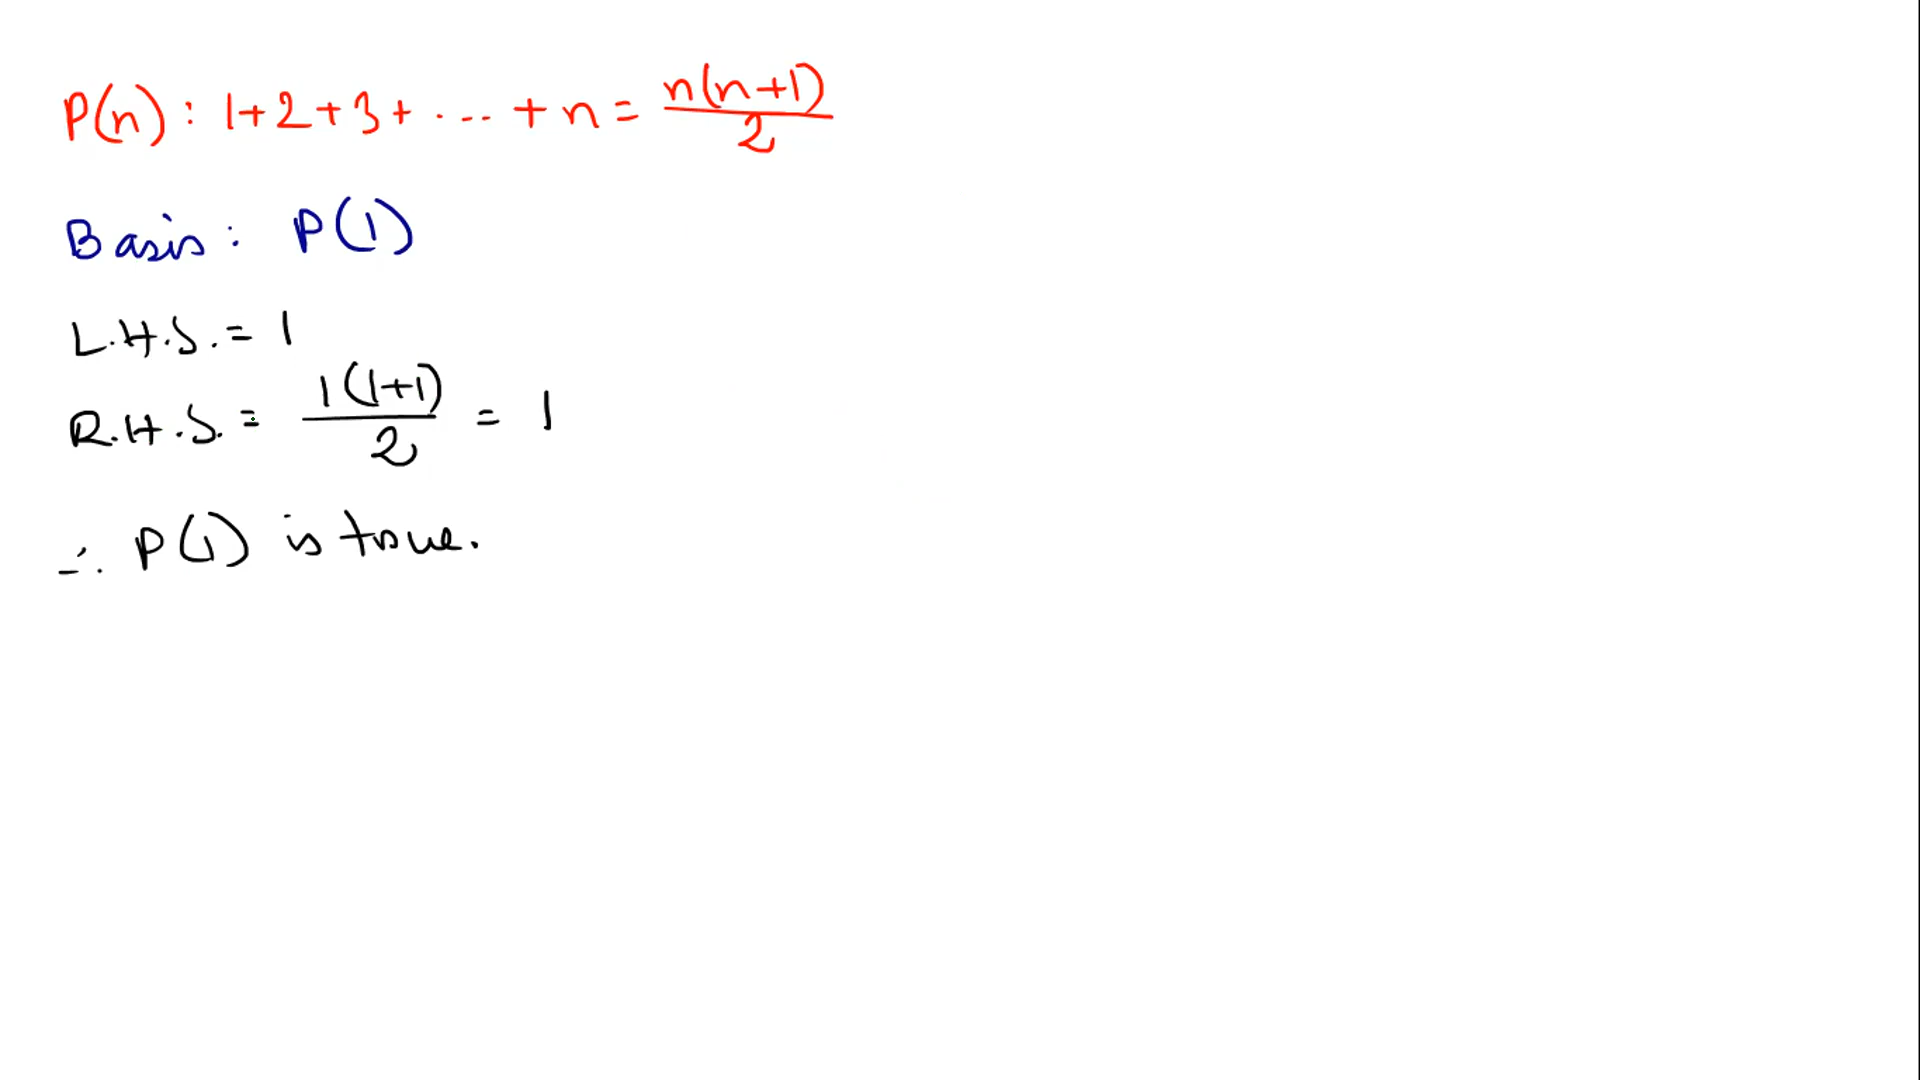 P(n) : 1+2+3+ ... + n = n(n+1)/2
Basis : P(1)
L.H.S. = 1
R.H.S. = 1(1+1)/2 = 1
∴ P(1) is true.